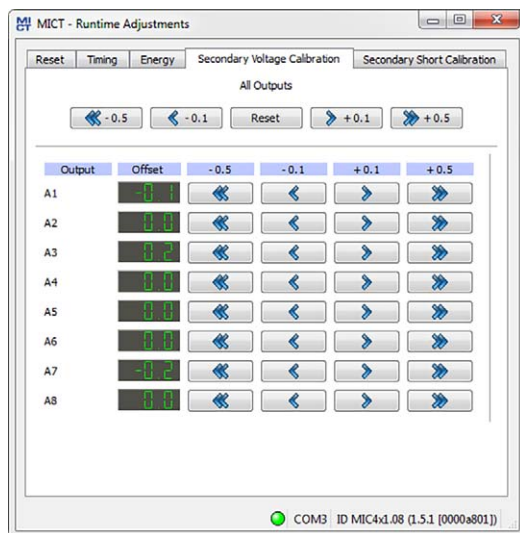 MICT MICT - Runtime Adjustments
Reset Timing Energy Secondary Voltage Calibration Secondary Short Calibration
All Outputs
- 0.5 - 0.1 Reset + 0.1 + 0.5
Output Offset - 0.5 - 0.1 + 0.1 + 0.5
A1 -0.1
A2 0.0
A3 0.2
A4 0.0
A5 0.0
A6 0.0
A7 -0.2
A8 0.0
COM3 ID MIC4x1.08 (1.5.1 [0000a801])